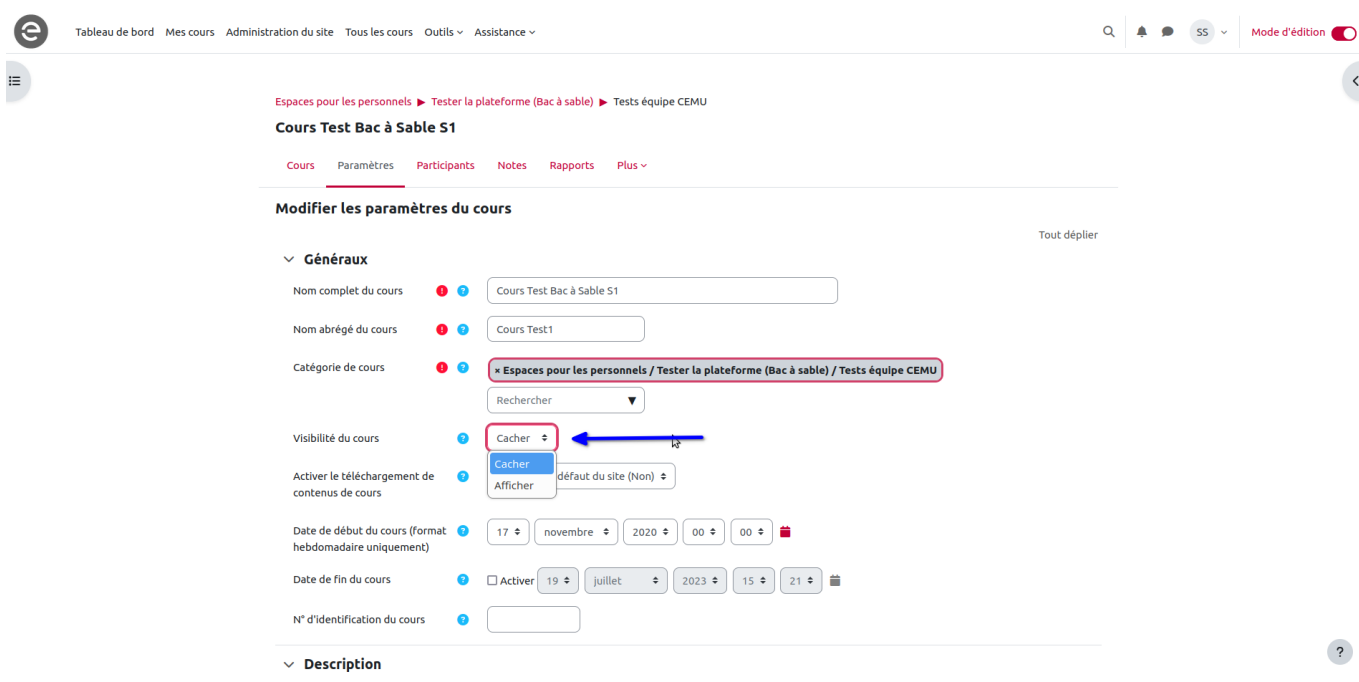 e
Tableau de bord Mes cours Administration du site Tous les cours Outils Assistance SS Mode d'édition
Espaces pour les personnels ▶ Tester la plateforme (Bac à sable) ▶ Tests équipe CEMU
Cours Test Bac à Sable S1
Cours Paramètres Participants Notes Rapports Plus
Modifier les paramètres du cours
Tout déplier
Généraux
Nom complet du cours ! ? Cours Test Bac à Sable S1
Nom abrégé du cours ! ? Cours Test1
Catégorie de cours ! ? × Espaces pour les personnels / Tester la plateforme (Bac à sable) / Tests équipe CEMU
Rechercher ▼
Visibilité du cours ? Cacher
Cacher
Afficher
Activer le téléchargement de ? défaut du site (Non)
contenus de cours
Date de début du cours (format ? 17 novembre 2020 00 00
hebdomadaire uniquement)
Date de fin du cours ? Activer 19 juillet 2023 15 21
N° d'identification du cours ?
Description
?